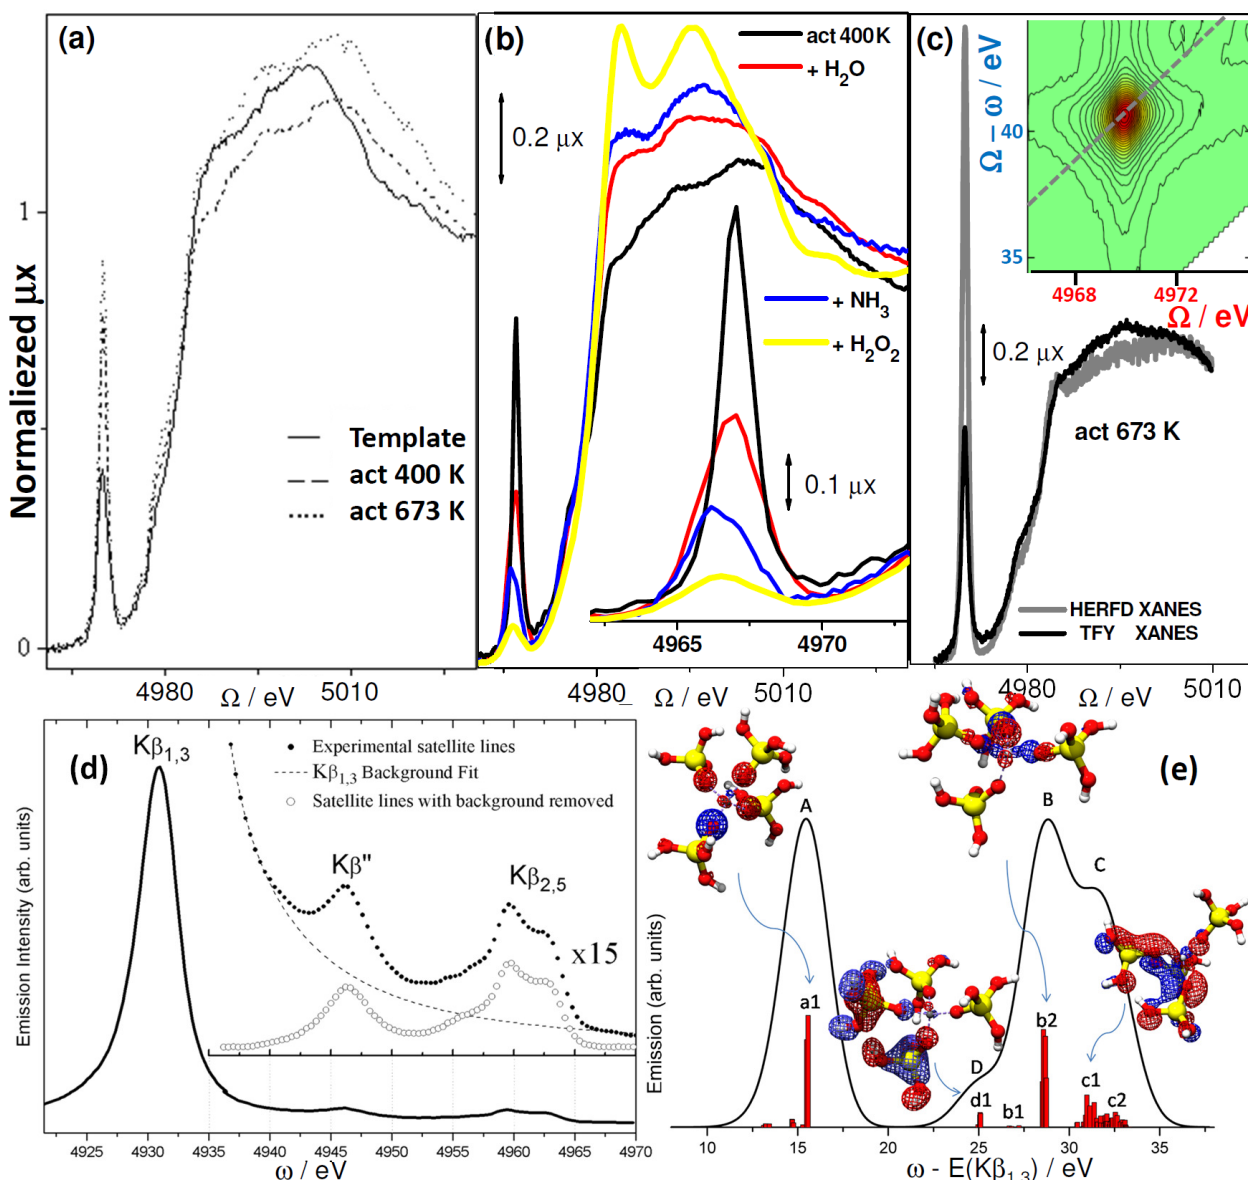 (a)
Normaliezed μx
1
0
Template
act 400 K
act 673 K
4980
Ω / eV
5010
(b)
act 400 K
+ H₂O
0.2 μx
+ NH₃
+ H₂O₂
0.1 μx
4965
4970
4980
Ω / eV
5010
(c)
Ω – ω / eV
40
35
4968
4972
Ω / eV
0.2 μx
act 673 K
HERFD XANES
TFY XANES
4980
Ω / eV
5010
(d)
Kβ₁,₃
Experimental satellite lines
Kβ₁,₃ Background Fit
Satellite lines with background removed
Kβ"
Kβ₂,₅
x15
Emission Intensity (arb. units)
4925
4930
4935
4940
4945
4950
4955
4960
4965
4970
ω / eV
(e)
A
B
C
D
a1
b2
c1
c2
d1
b1
Emission (arb. units)
10
15
20
25
30
35
ω - E(Kβ₁,₃) / eV